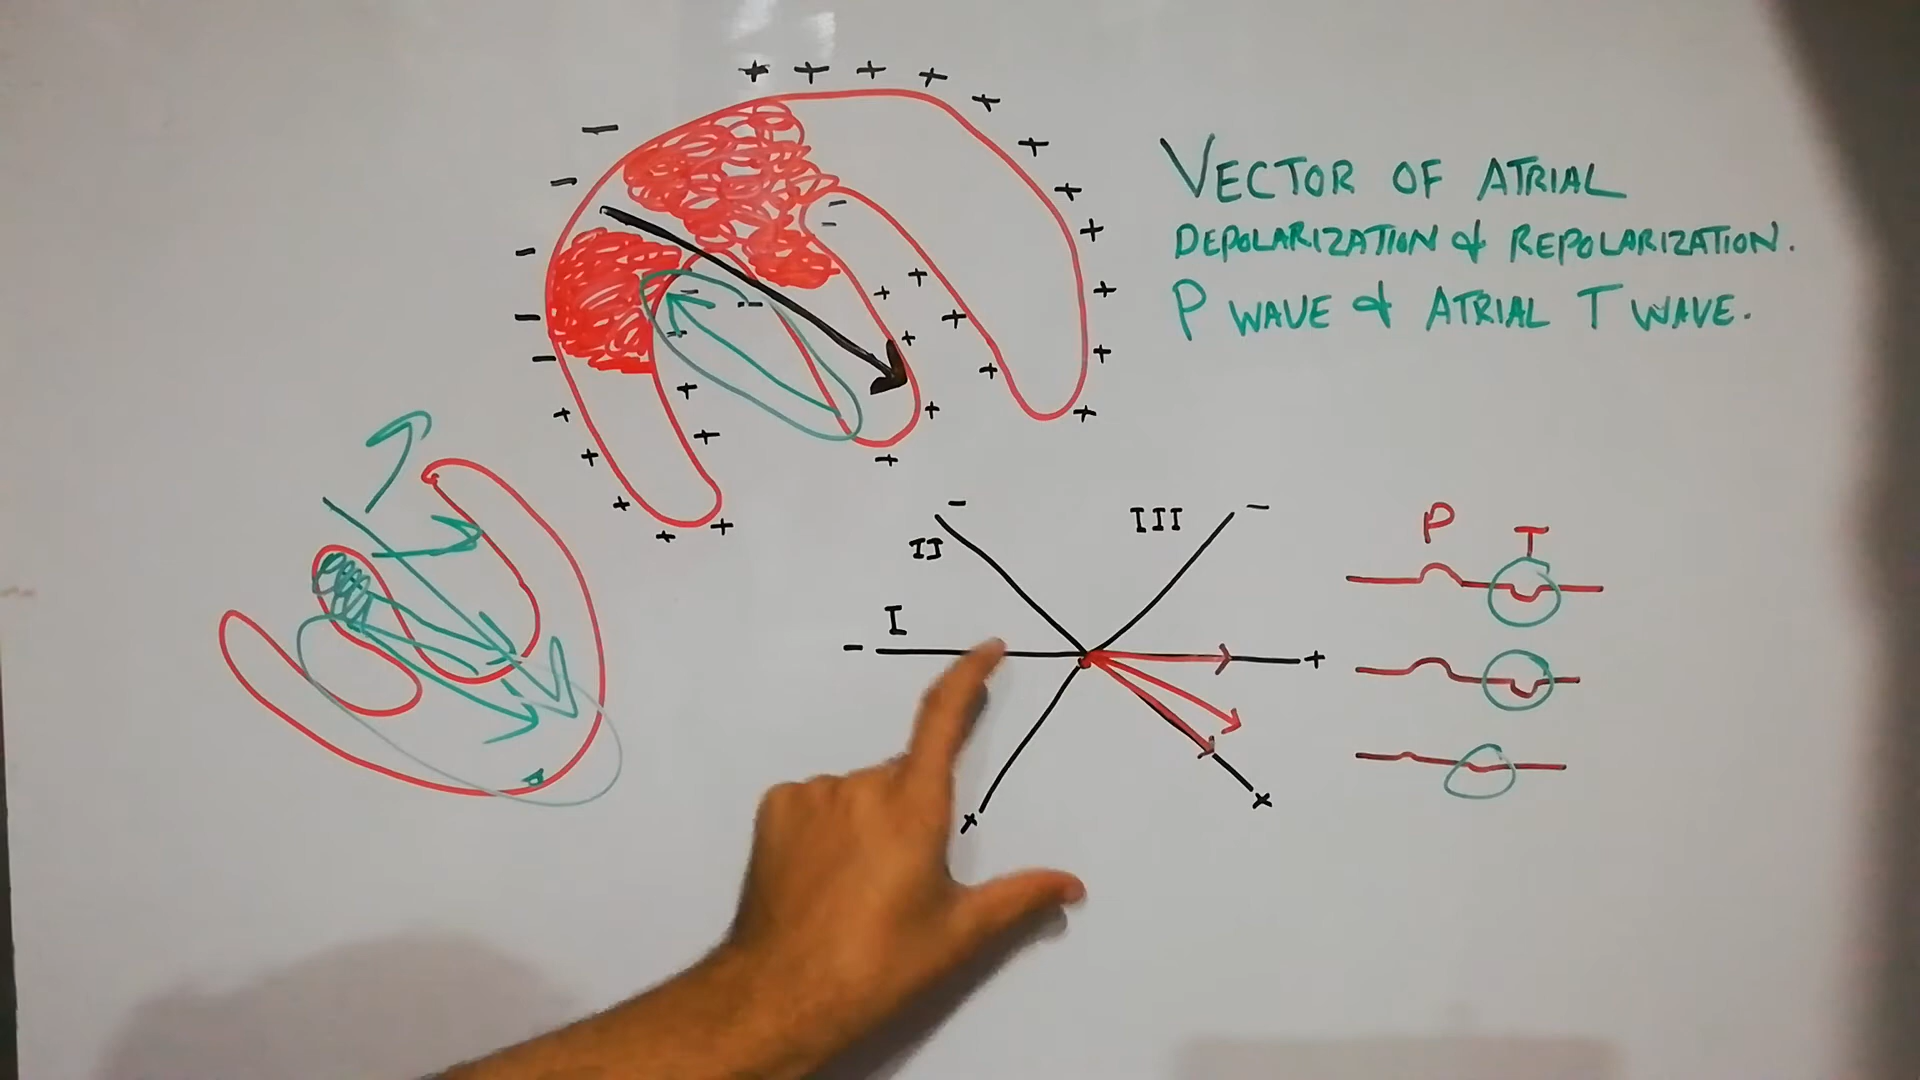 VECTOR OF ATRIAL
DEPOLARIZATION & REPOLARIZATION.
P WAVE & ATRIAL T WAVE.
- + + + + + + + + + + + +
II -
III -
- I +
+ x
P T